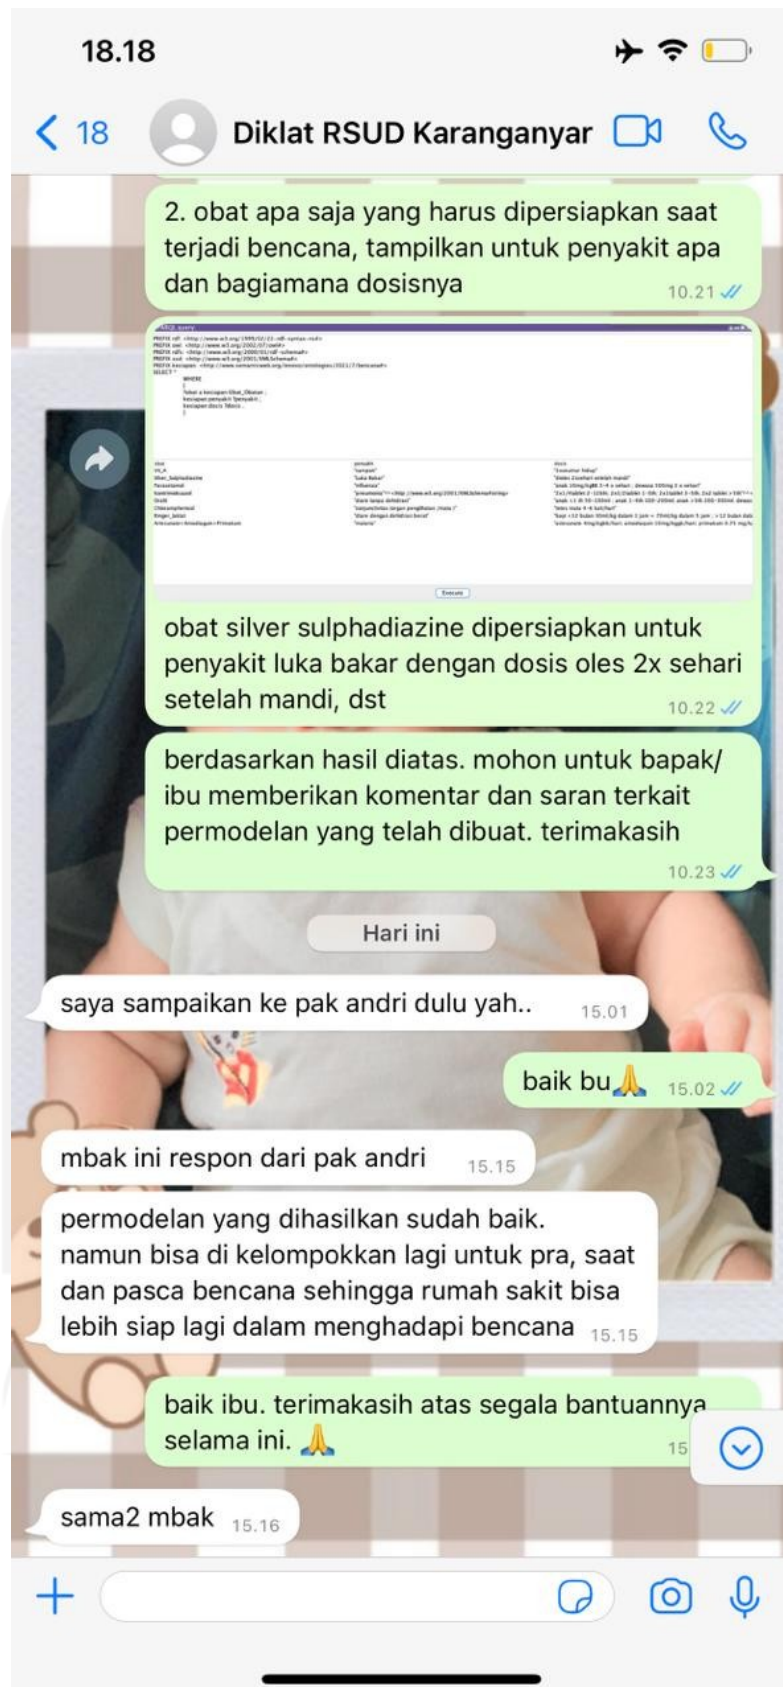 18.18
18
Diklat RSUD Karanganyar
2. obat apa saja yang harus dipersiapkan saat
terjadi bencana, tampilkan untuk penyakit apa
dan bagiamana dosisnya
10.21
SELECT *
WHERE
Execute
obat silver sulphadiazine dipersiapkan untuk
penyakit luka bakar dengan dosis oles 2x sehari
setelah mandi, dst
10.22
berdasarkan hasil diatas. mohon untuk bapak/
ibu memberikan komentar dan saran terkait
permodelan yang telah dibuat. terimakasih
10.23
Hari ini
saya sampaikan ke pak andri dulu yah..
15.01
baik bu🙏
15.02
mbak ini respon dari pak andri
15.15
permodelan yang dihasilkan sudah baik.
namun bisa di kelompokkan lagi untuk pra, saat
dan pasca bencana sehingga rumah sakit bisa
lebih siap lagi dalam menghadapi bencana
15.15
baik ibu. terimakasih atas segala bantuannya
selama ini. 🙏
15
sama2 mbak
15.16